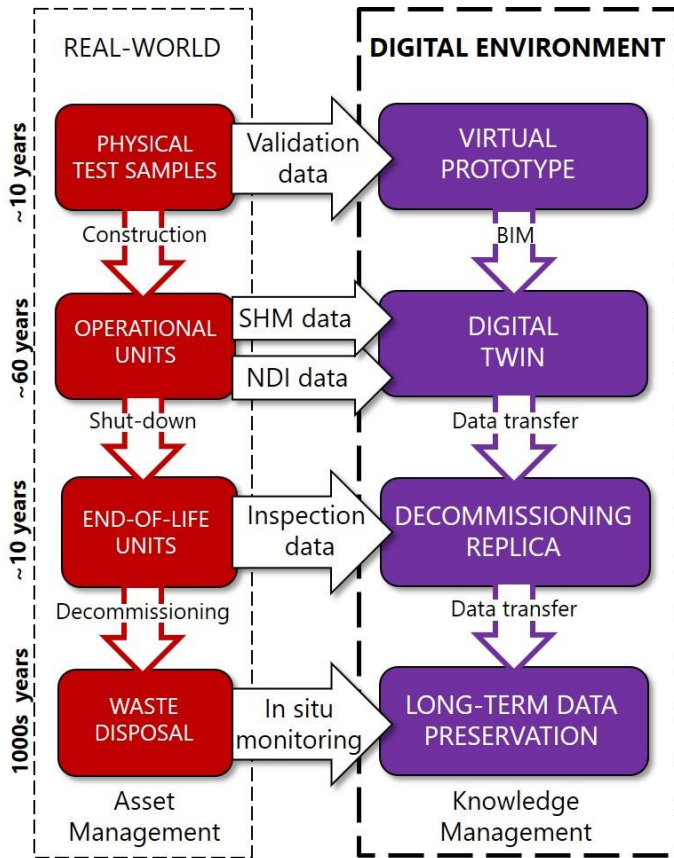 REAL-WORLD
DIGITAL ENVIRONMENT
~10 years
PHYSICAL
TEST SAMPLES
Validation
data
VIRTUAL
PROTOTYPE
Construction
BIM
~60 years
OPERATIONAL
UNITS
SHM data
NDI data
DIGITAL
TWIN
Shut-down
Data transfer
~10 years
END-OF-LIFE
UNITS
Inspection
data
DECOMMISSIONING
REPLICA
Decommissioning
Data transfer
1000s years
WASTE
DISPOSAL
In situ
monitoring
LONG-TERM DATA
PRESERVATION
Asset
Management
Knowledge
Management